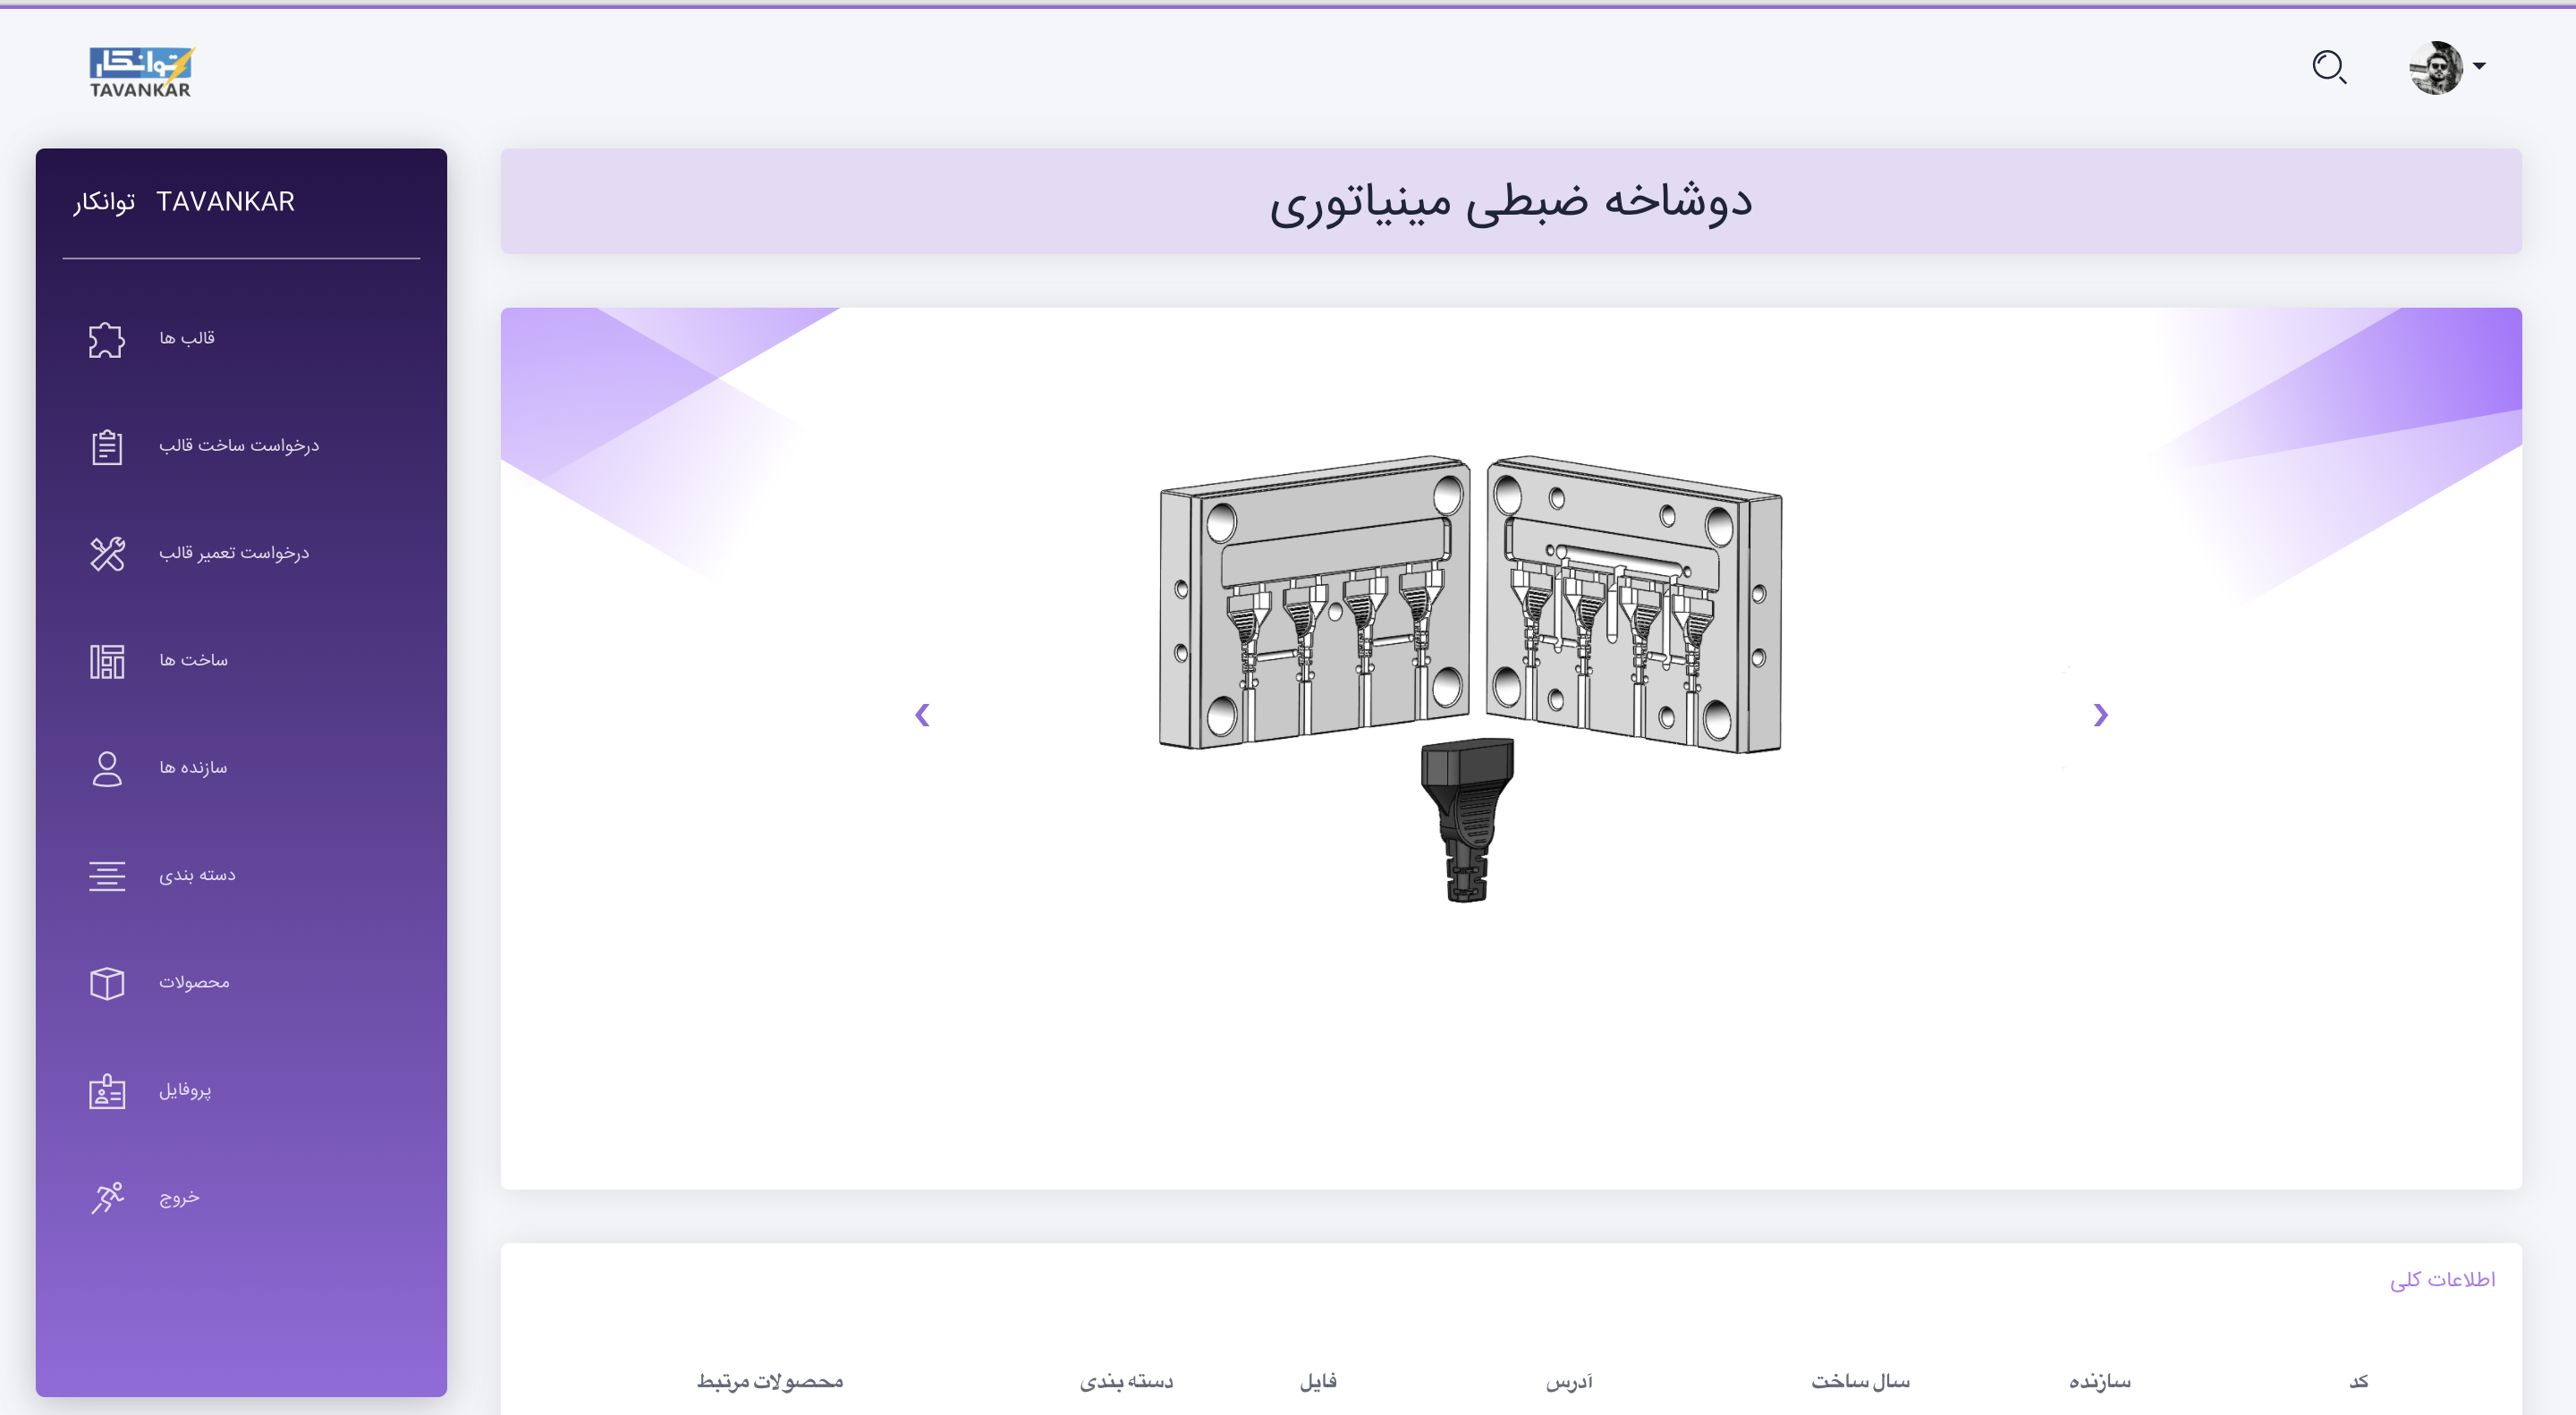 توانکار
TAVANKAR
توانکار TAVANKAR
قالب ها
درخواست ساخت قالب
درخواست تعمیر قالب
ساخت ها
سازنده ها
دسته بندی
محصولات
پروفایل
خروج
دوشاخه ضبطی مینیاتوری
اطلاعات کلی
کد سازنده سال ساخت آدرس فایل دسته بندی محصولات مرتبط